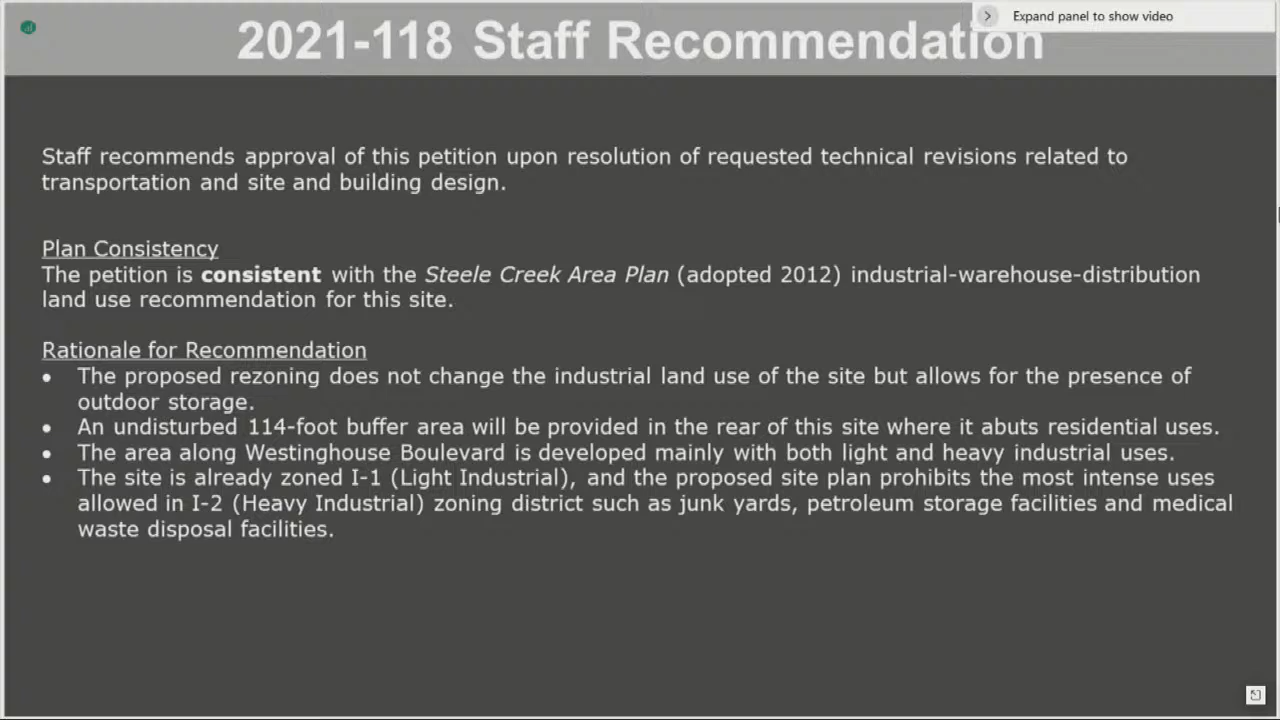 Expand panel to show video
2021-118 Staff Recommendation
Staff recommends approval of this petition upon resolution of requested technical revisions related to
transportation and site and building design.
Plan Consistency
The petition is consistent with the Steele Creek Area Plan (adopted 2012) industrial-warehouse-distribution
land use recommendation for this site.
Rationale for Recommendation
• The proposed rezoning does not change the industrial land use of the site but allows for the presence of
outdoor storage.
• An undisturbed 114-foot buffer area will be provided in the rear of this site where it abuts residential uses.
• The area along Westinghouse Boulevard is developed mainly with both light and heavy industrial uses.
• The site is already zoned I-1 (Light Industrial), and the proposed site plan prohibits the most intense uses
allowed in I-2 (Heavy Industrial) zoning district such as junk yards, petroleum storage facilities and medical
waste disposal facilities.